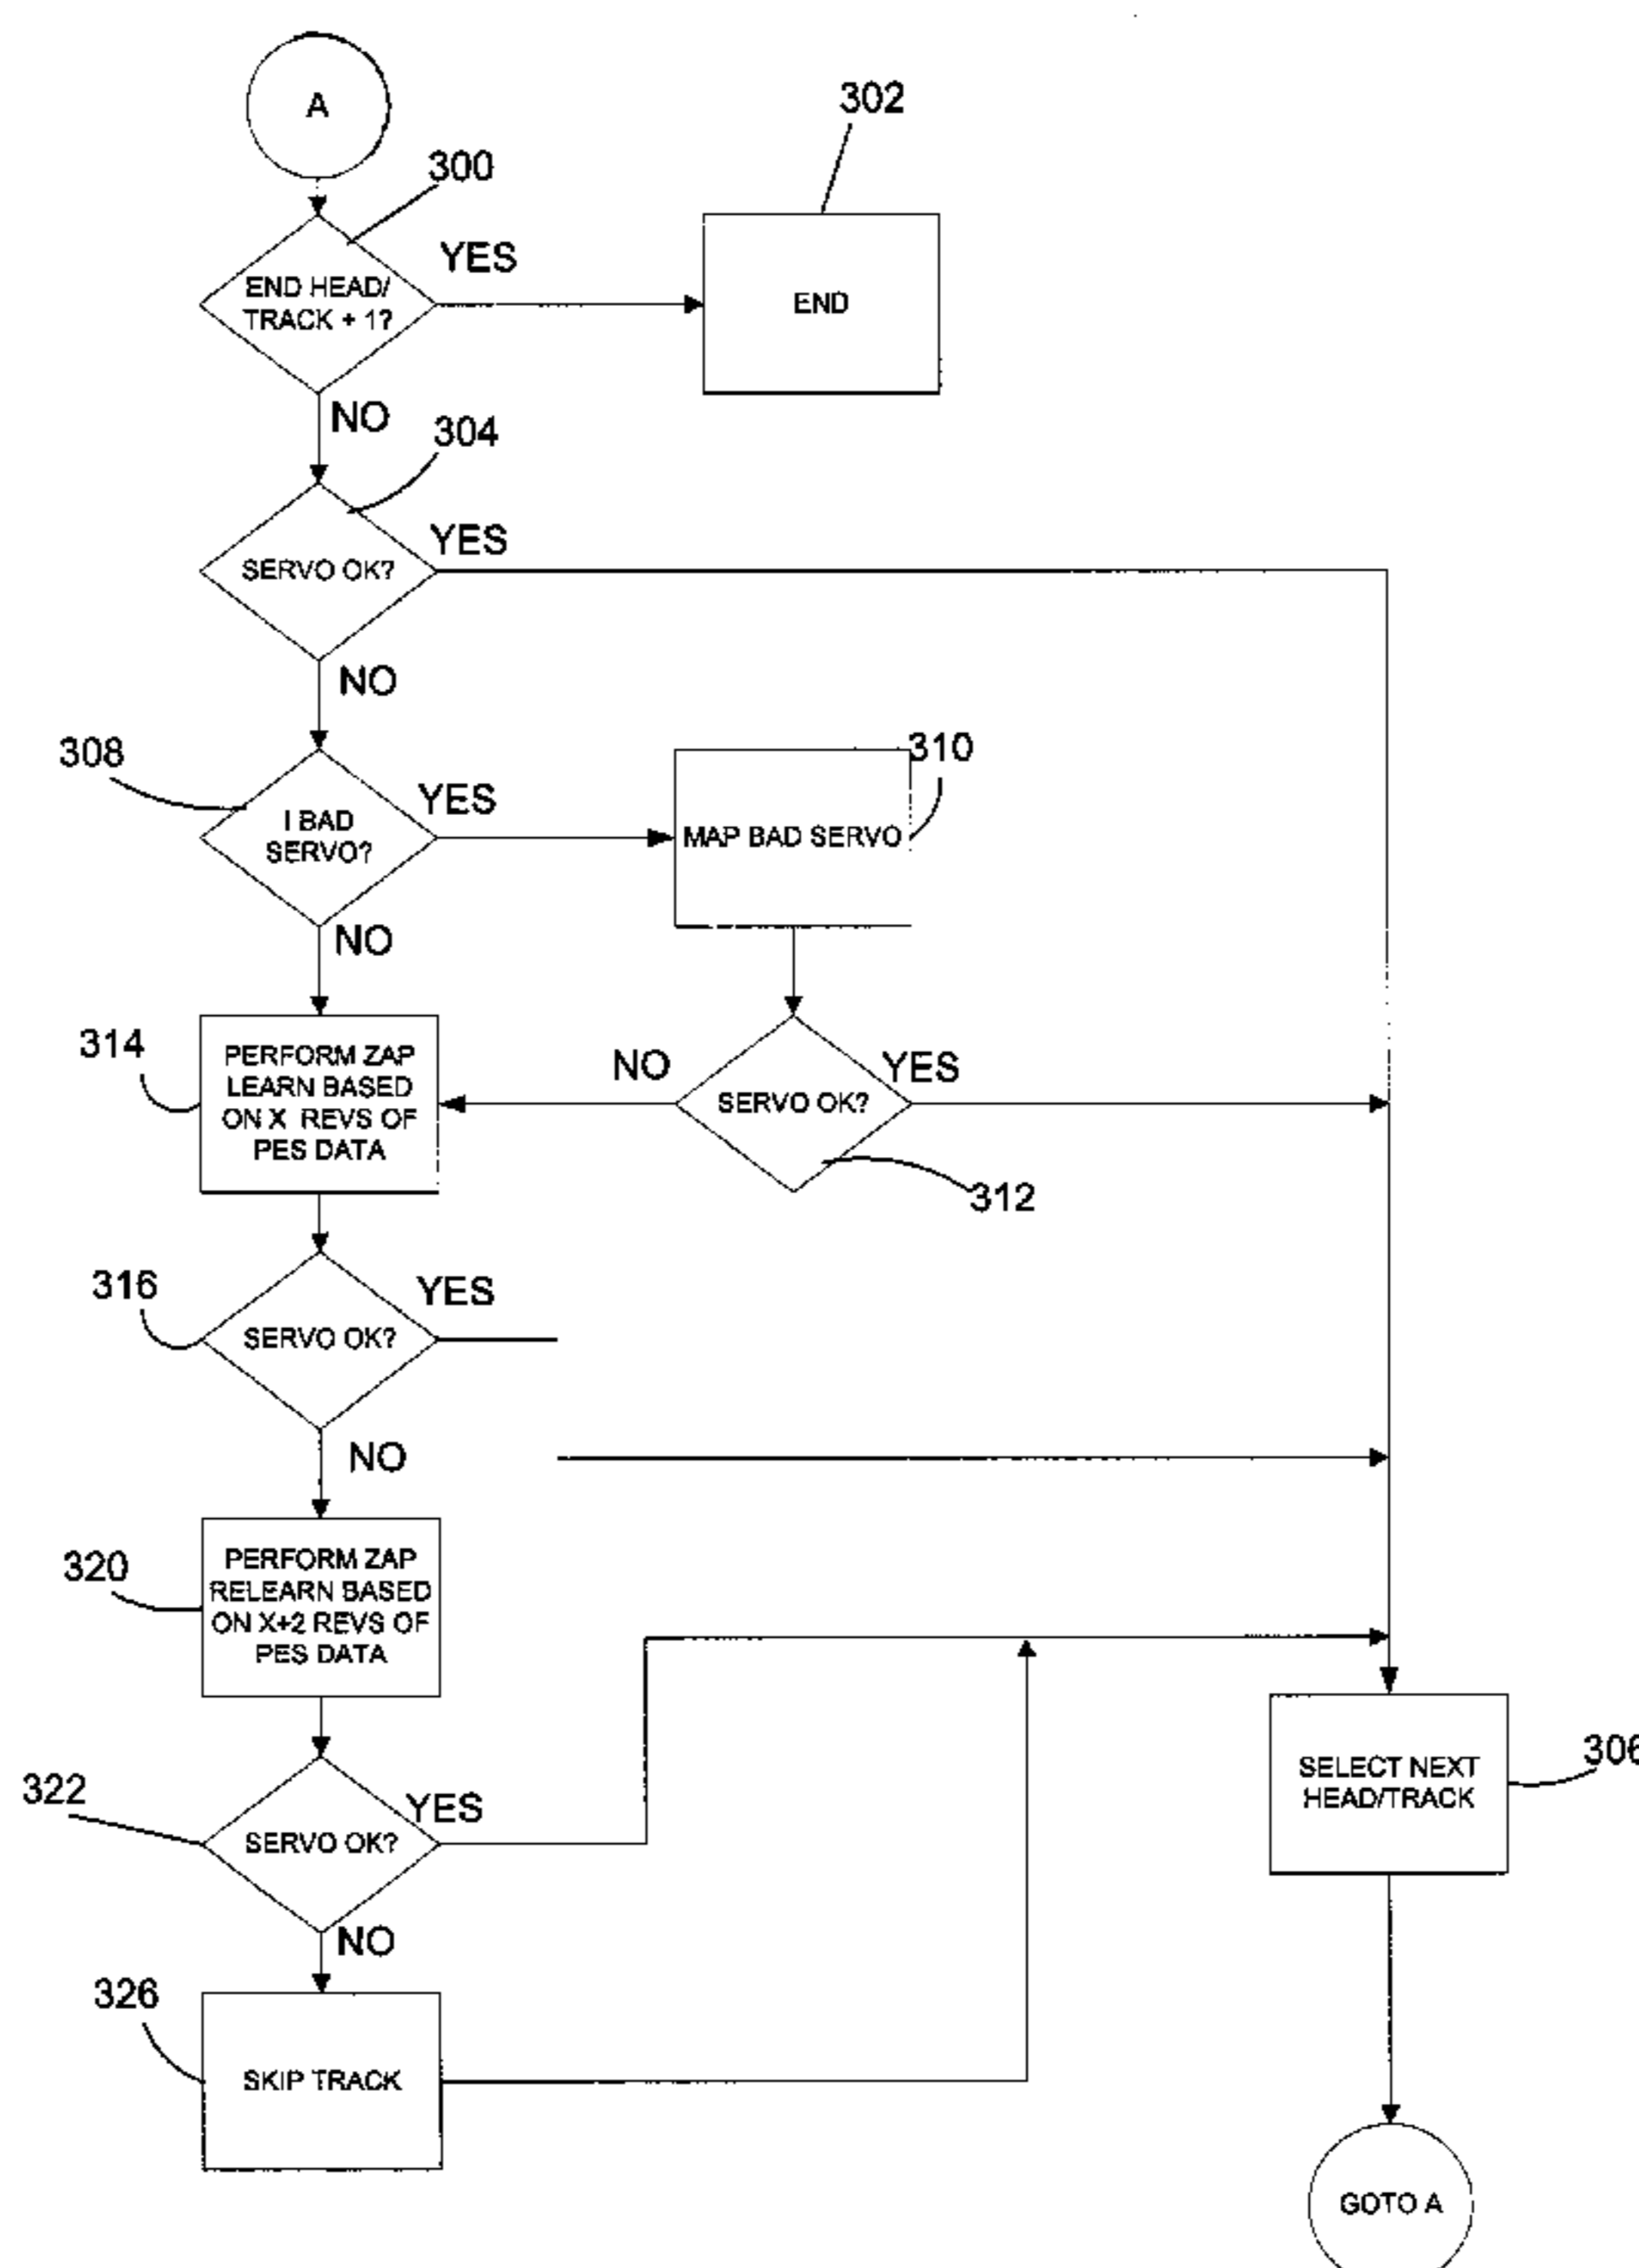 A
302
300
YES
END HEAD/
TRACK + 1?
END
NO
304
YES
SERVO OK?
NO
308
310
YES
I BAD
SERVO?
MAP BAD SERVO
NO
314
PERFORM ZAP
LEARN BASED
ON X REVS OF
PES DATA
NO
YES
SERVO OK?
312
316
YES
SERVO OK?
NO
320
PERFORM ZAP
RELEARN BASED
ON X+2 REVS OF
PES DATA
306
SELECT NEXT
HEAD/TRACK
322
YES
SERVO OK?
NO
326
SKIP TRACK
GOTO A